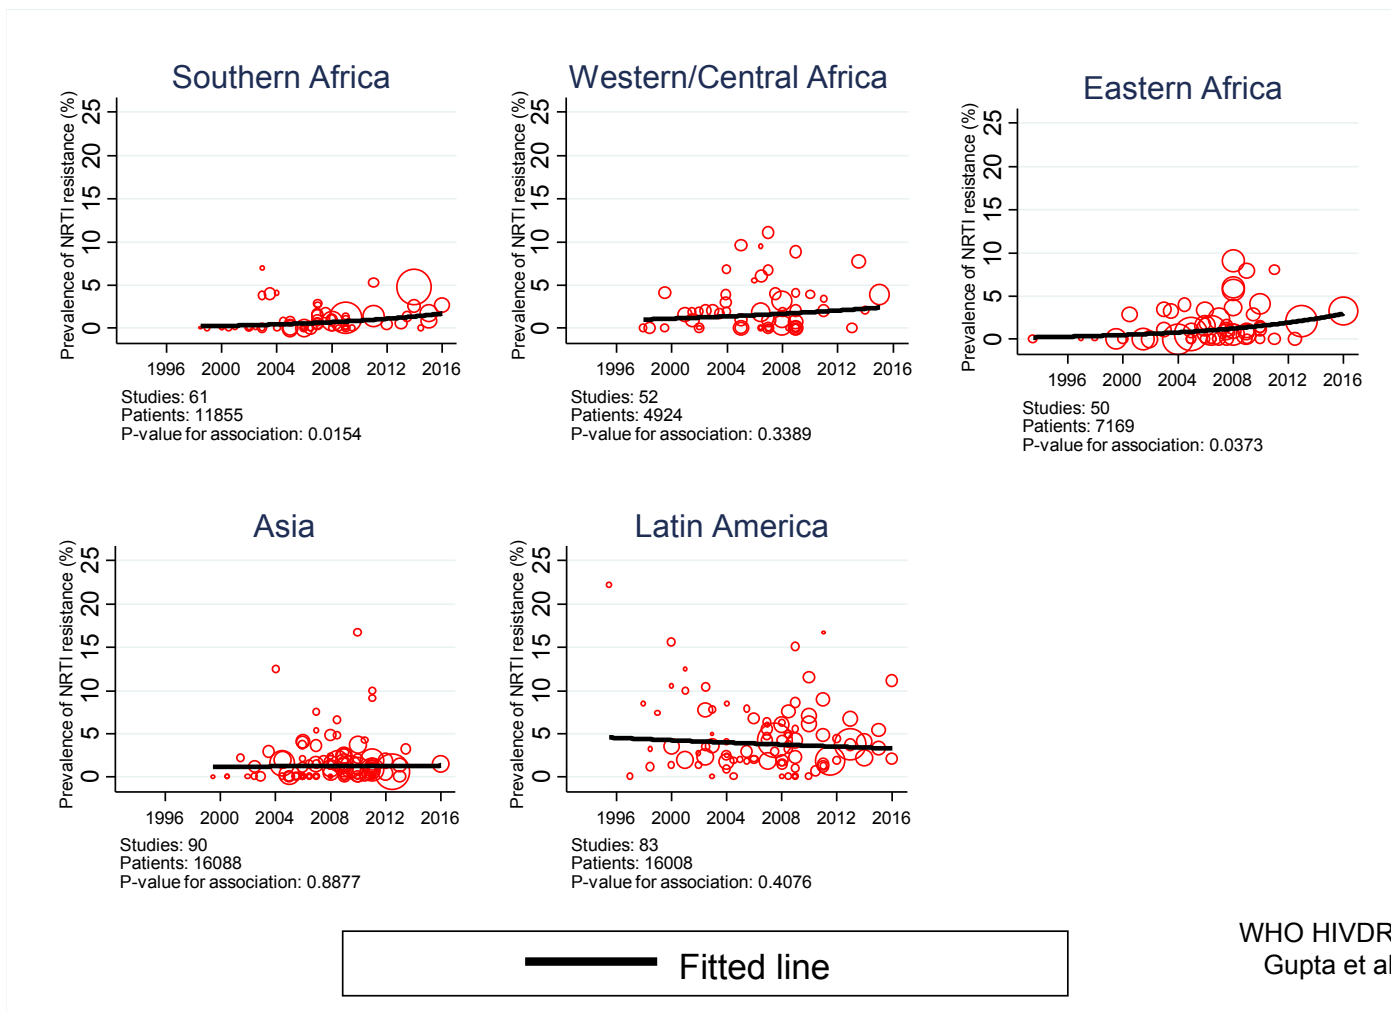 Southern Africa
Prevalence of NRTI resistance (%)
25
20
15
10
5
0
1996 2000 2004 2008 2012 2016
Studies: 61
Patients: 11855
P-value for association: 0.0154
Western/Central Africa
Prevalence of NRTI resistance (%)
25
20
15
10
5
0
1996 2000 2004 2008 2012 2016
Studies: 52
Patients: 4924
P-value for association: 0.3389
Eastern Africa
Prevalence of NRTI resistance (%)
25
20
15
10
5
0
1996 2000 2004 2008 2012 2016
Studies: 50
Patients: 7169
P-value for association: 0.0373
Asia
Prevalence of NRTI resistance (%)
25
20
15
10
5
0
1996 2000 2004 2008 2012 2016
Studies: 90
Patients: 16088
P-value for association: 0.8877
Latin America
Prevalence of NRTI resistance (%)
25
20
15
10
5
0
1996 2000 2004 2008 2012 2016
Studies: 83
Patients: 16008
P-value for association: 0.4076
Fitted line
WHO HIVDR
Gupta et al